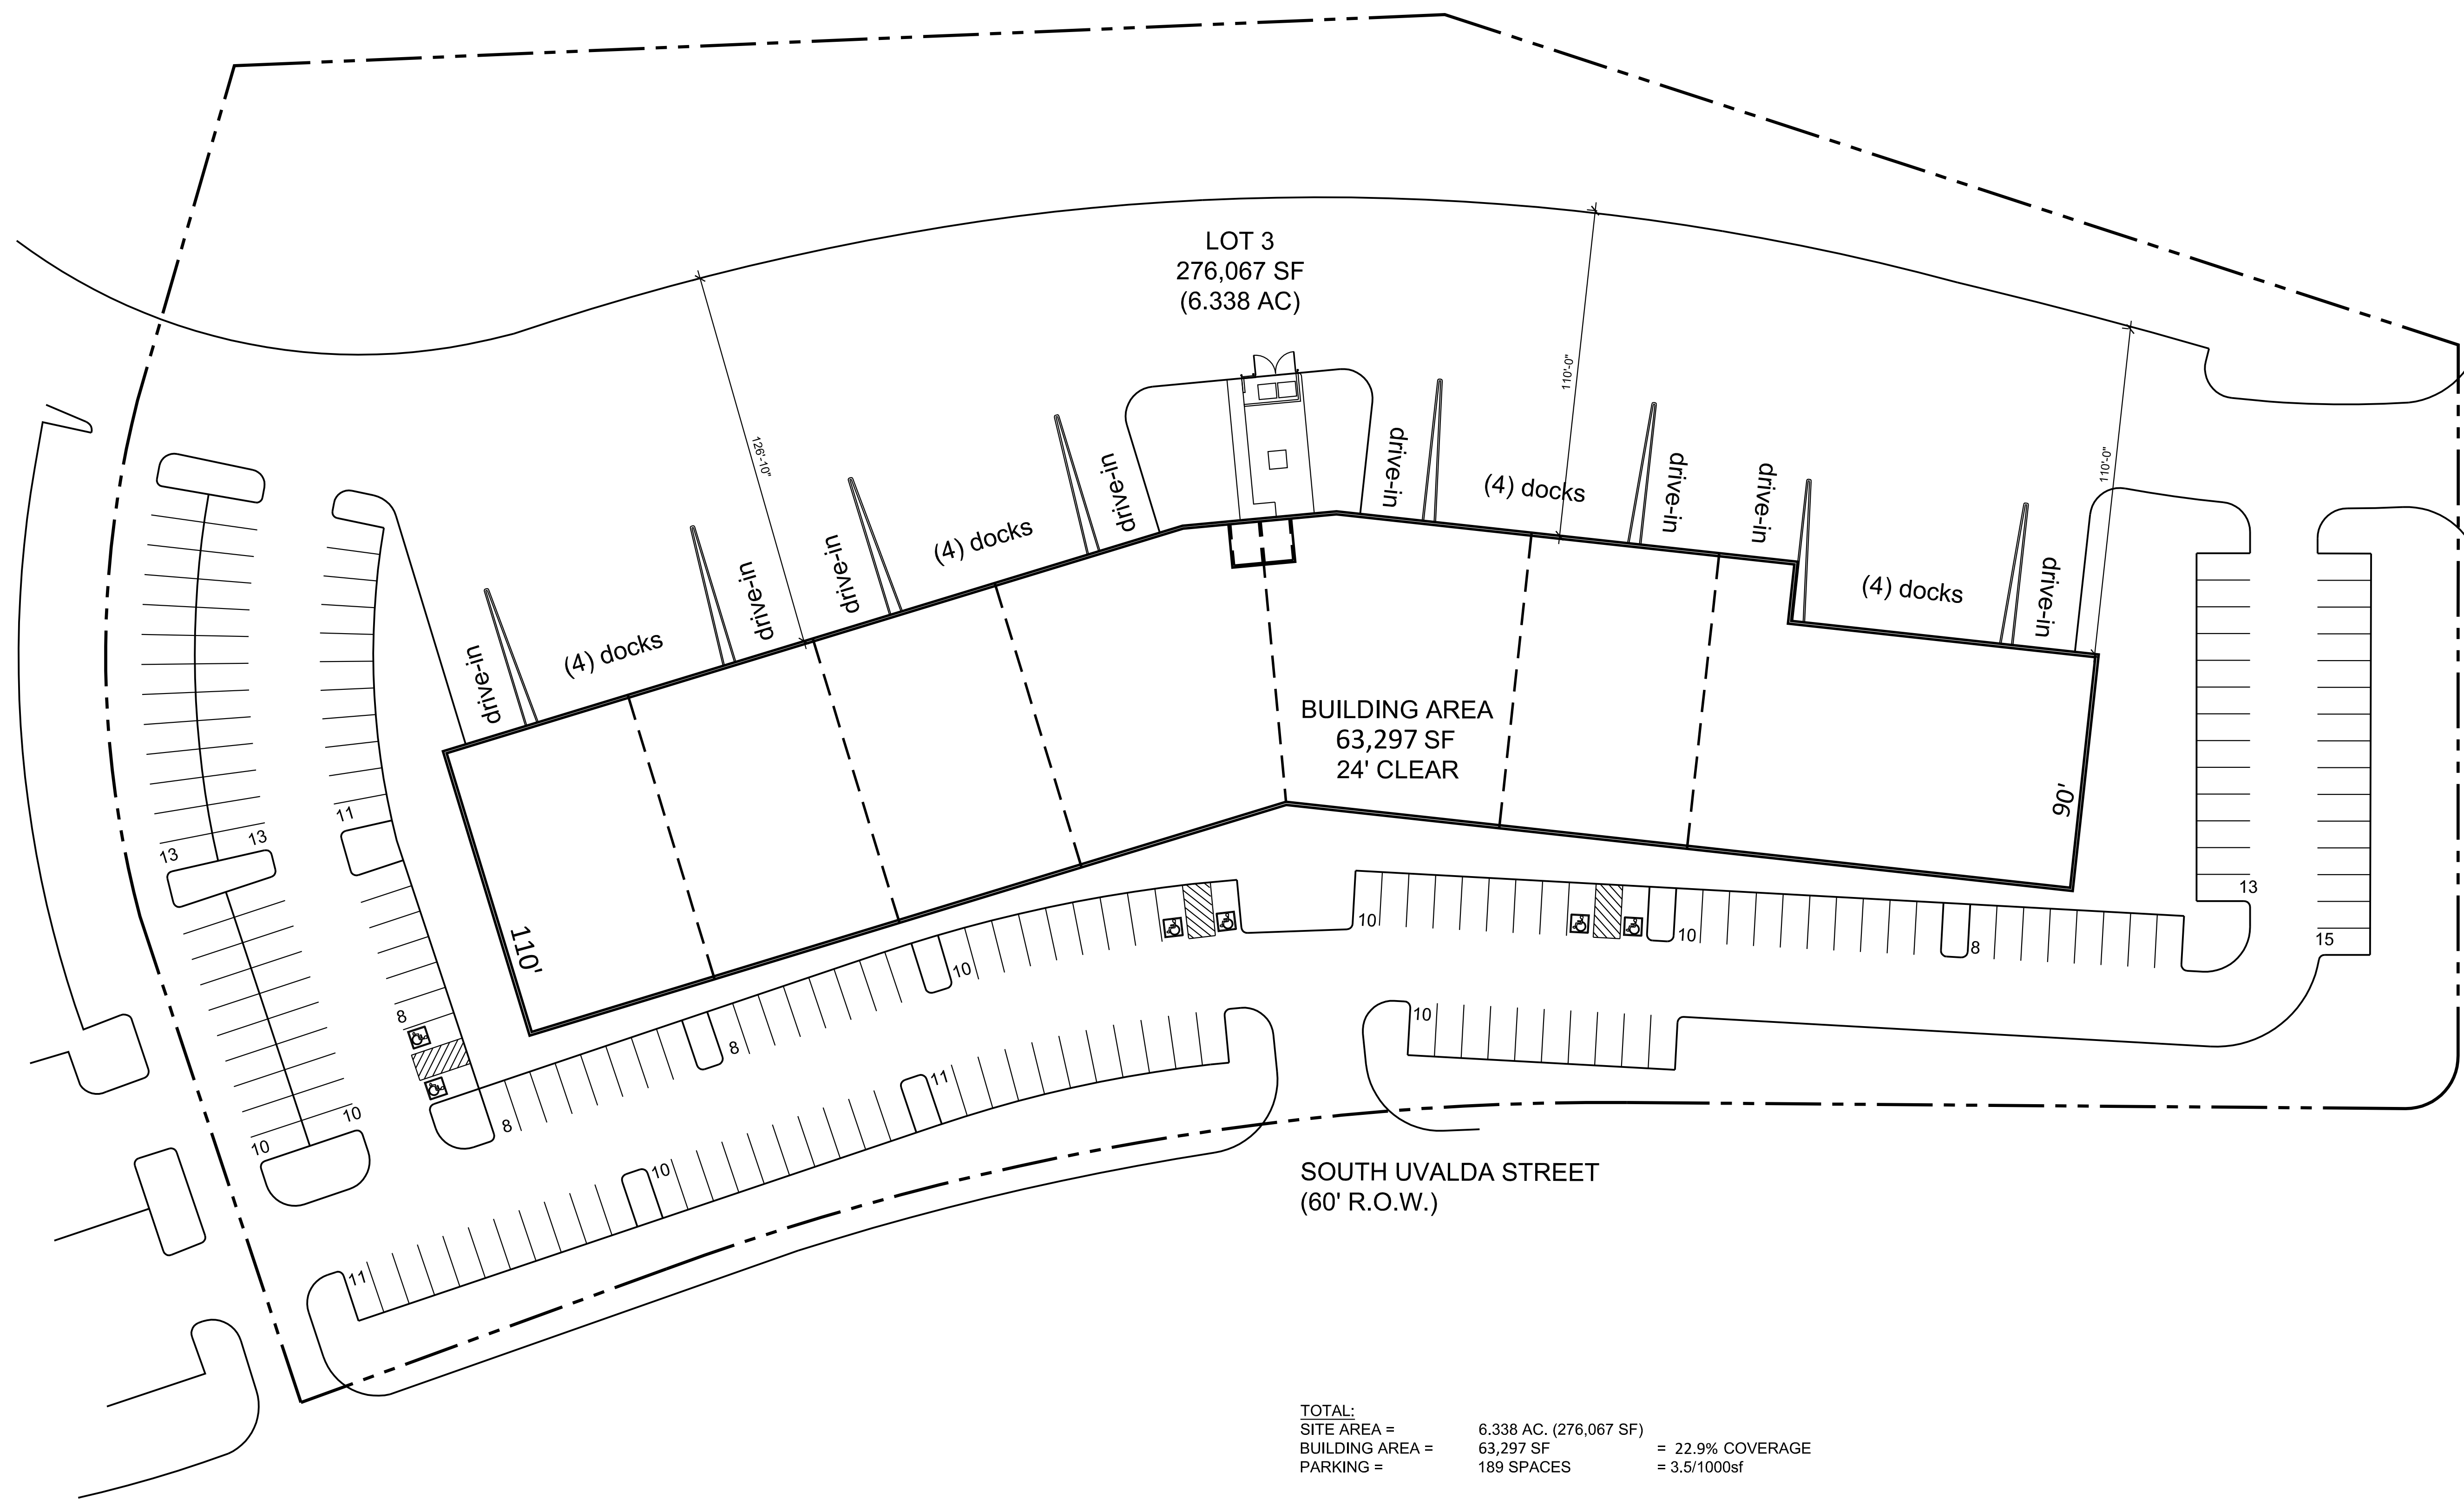 LOT 3
276,067 SF
(6.338 AC)
110'-0"
126'-10"
110'-0"
drive-in
(4) docks
drive-in
drive-in
(4) docks
drive-in
drive-in
(4) docks
drive-in
drive-in
(4) docks
drive-in
BUILDING AREA
63,297 SF
24' CLEAR
90'
110'
11
13
13
8
10
10
8
8
10
10
10
8
13
15
11
10
11
10
SOUTH UVALDA STREET
(60' R.O.W.)
TOTAL:
SITE AREA = 6.338 AC. (276,067 SF)
BUILDING AREA = 63,297 SF = 22.9% COVERAGE
PARKING = 189 SPACES = 3.5/1000sf